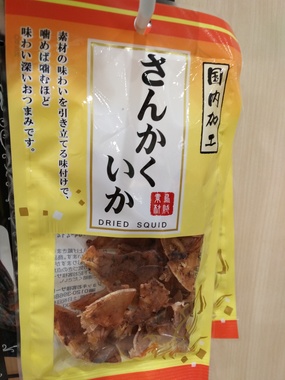 国内加工
さんかく
いか
DRIED SQUID
素材の味わいを引き立てる味付けで、
噛めば噛むほど
味わい深いおつまみです。